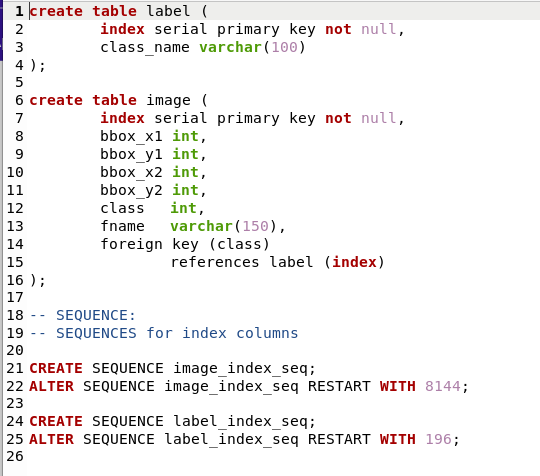 1 create table label (
2 index serial primary key not null,
3 class_name varchar(100)
4 );
5
6 create table image (
7 index serial primary key not null,
8 bbox_x1 int,
9 bbox_y1 int,
10 bbox_x2 int,
11 bbox_y2 int,
12 class int,
13 fname varchar(150),
14 foreign key (class)
15 references label (index)
16 );
17
18 -- SEQUENCE:
19 -- SEQUENCES for index columns
20
21 CREATE SEQUENCE image_index_seq;
22 ALTER SEQUENCE image_index_seq RESTART WITH 8144;
23
24 CREATE SEQUENCE label_index_seq;
25 ALTER SEQUENCE label_index_seq RESTART WITH 196;
26